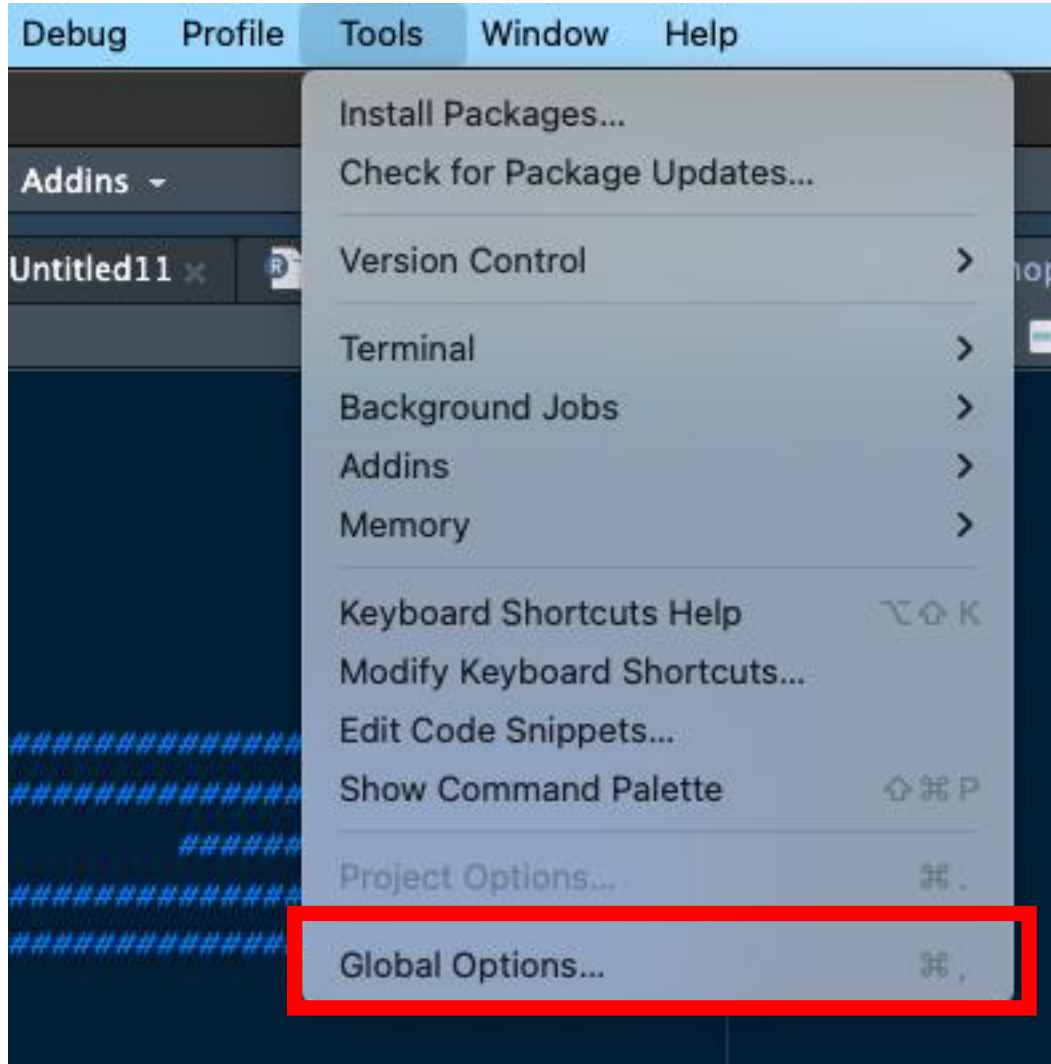 Debug Profile Tools Window Help
Install Packages...
Addins
Check for Package Updates...
Untitled11 ×
R
Version Control >
Terminal >
Background Jobs >
Addins >
Memory >
Keyboard Shortcuts Help ⌥⇧ K
Modify Keyboard Shortcuts...
Edit Code Snippets...
##############
Show Command Palette ⇧⌘ P
##############
######
Project Options... ⌘ .
##############
##############
Global Options... ⌘ ,